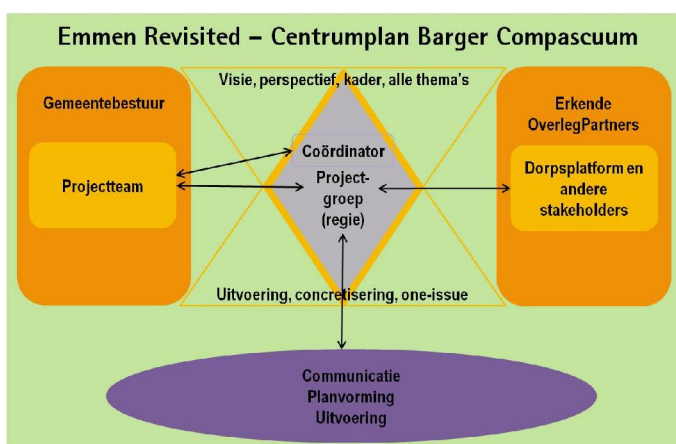 Emmen Revisited – Centrumplan Barger Compascuum
Visie, perspectief, kader, alle thema's
Gemeentebestuur
Projectteam
Coördinator
Project-
groep
(regie)
Erkende
OverlegPartners
Dorpsplatform en
andere
stakeholders
Uitvoering, concretisering, one-issue
Communicatie
Planvorming
Uitvoering